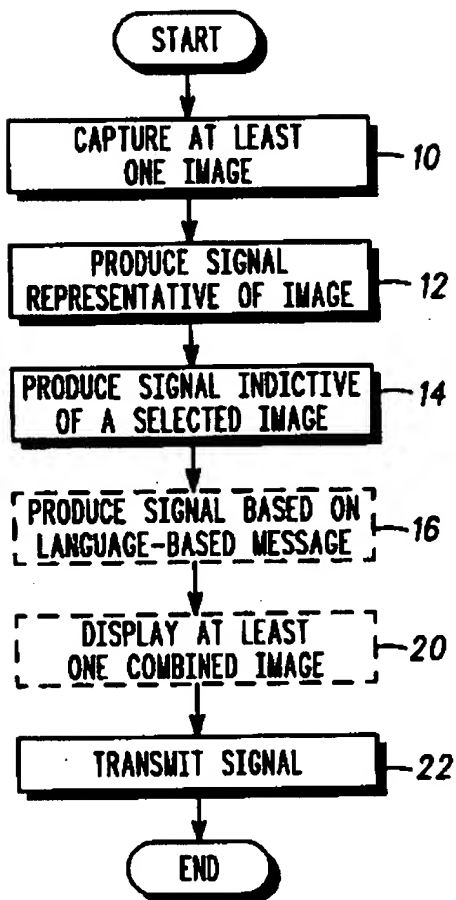 START
CAPTURE AT LEAST
ONE IMAGE
10
PRODUCE SIGNAL
REPRESENTATIVE OF IMAGE
12
PRODUCE SIGNAL INDICTIVE
OF A SELECTED IMAGE
14
PRODUCE SIGNAL BASED ON
LANGUAGE-BASED MESSAGE
16
DISPLAY AT LEAST
ONE COMBINED IMAGE
20
TRANSMIT SIGNAL
22
END